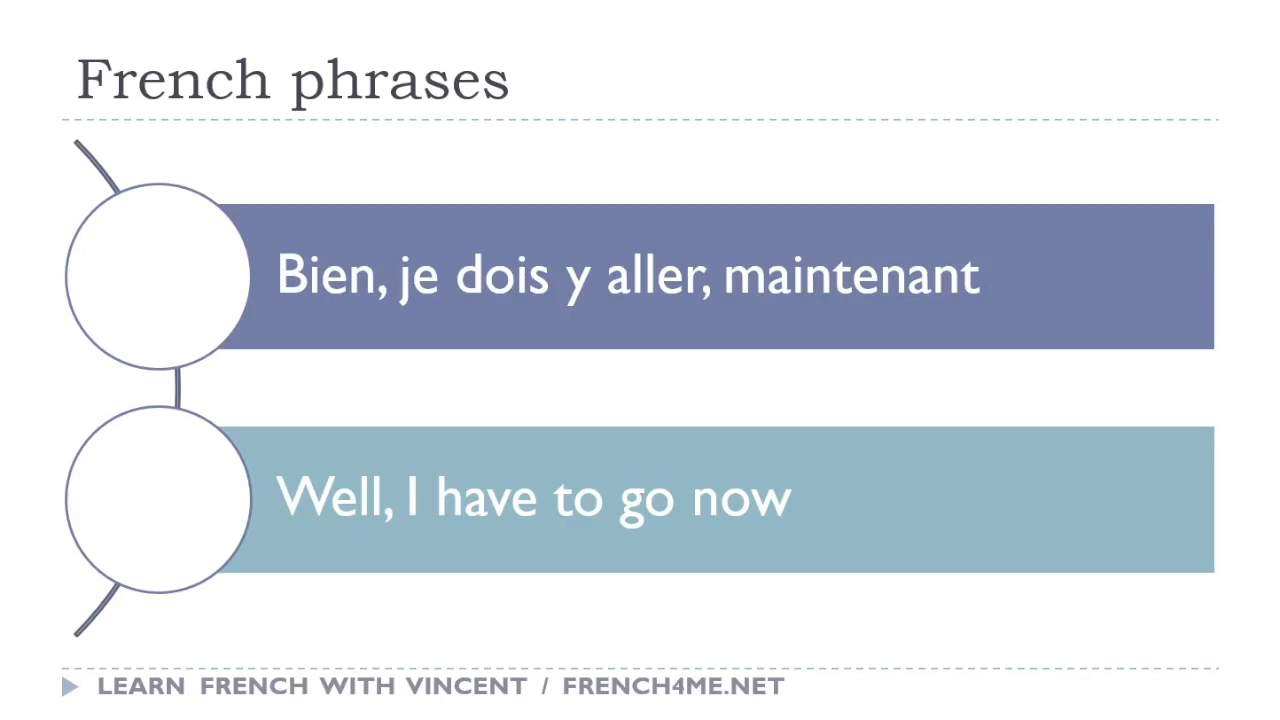 French phrases
Bien, je dois y aller, maintenant
Well, I have to go now
LEARN FRENCH WITH VINCENT / FRENCH4ME.NET